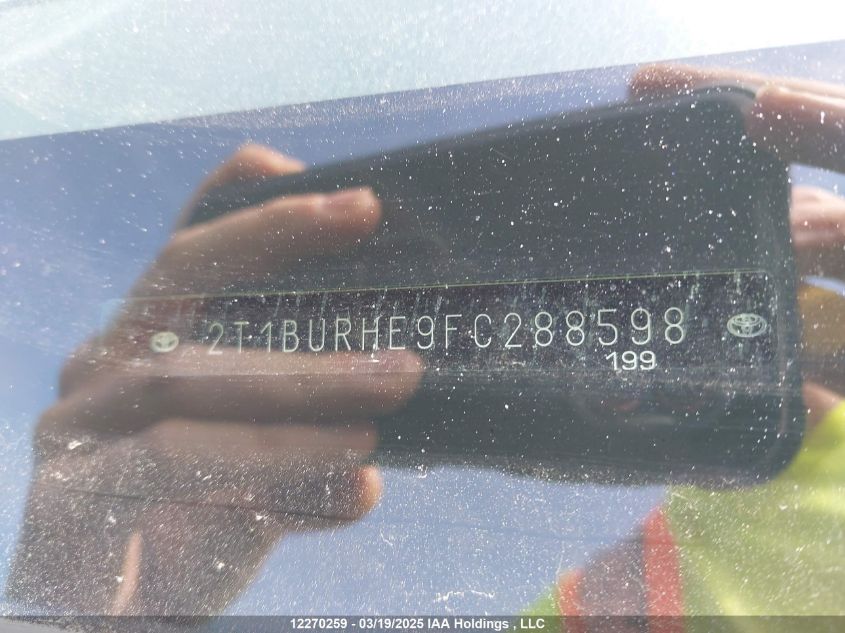 2T1BURHE9FC288598
199
12270259 - 03/19/2025 IAA Holdings , LLC